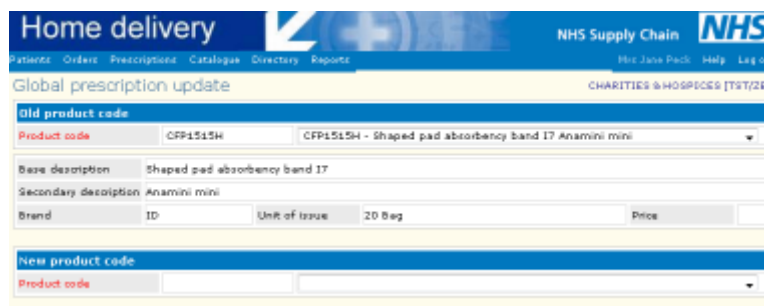 Home delivery
NHS Supply Chain NHS
Patients Orders Prescriptions Catalogue Directory Reports
Mrs Jane Peck Help Log o
Global prescription update
CHARITIES & HOSPICES [TST/ZE
Old product code
Product code CFP1515H CFP1515H - Shaped pad absorbency band I7 Anamini mini
Base description Shaped pad absorbency band I7
Secondary description Anamini mini
Brand ID Unit of issue 20 Bag Price
New product code
Product code